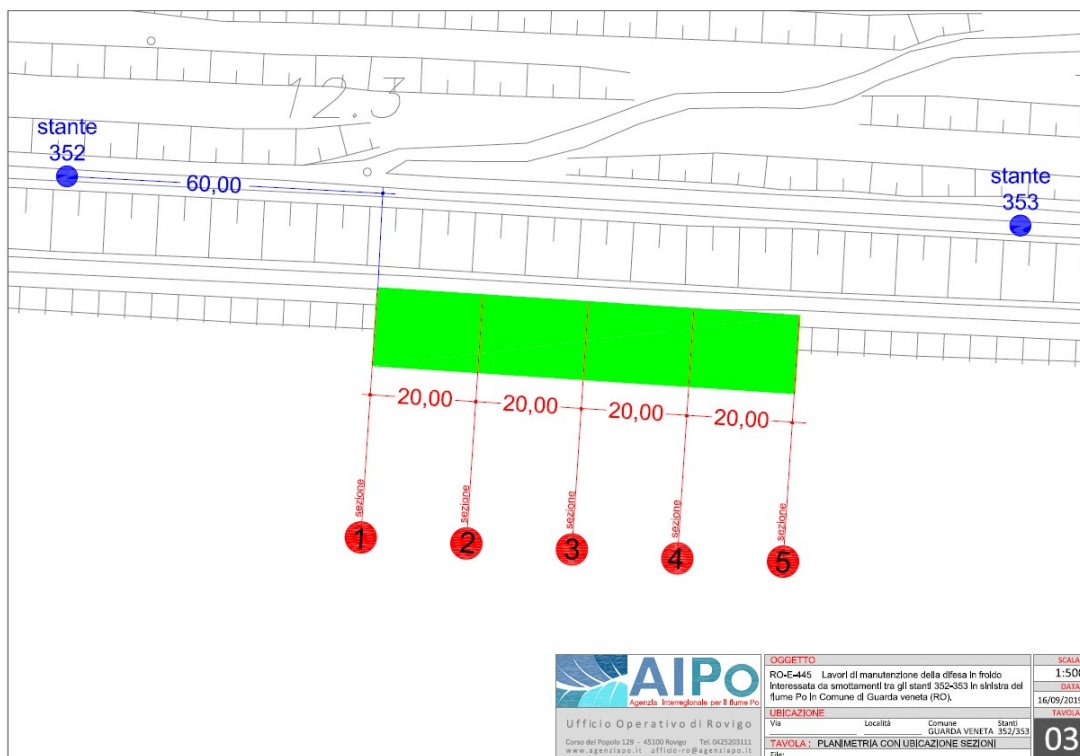 12.3
stante
352
60,00
stante
353
20,00
20,00
20,00
20,00
sezione
sezione
sezione
sezione
sezione
1
2
3
4
5
AIPo
Agenzia Interregionale per il fiume Po
Ufficio Operativo di Rovigo
Corso del Popolo 129 - 45100 Rovigo Tel. 0425203111
www.agenziapo.it ufficio-ro@agenziapo.it
OGGETTO
RO-E-445 Lavori di manutenzione della difesa in froldo
interessata da smottamenti tra gli stanti 352-353 in sinistra del
fiume Po in Comune di Guarda veneta (RO).
UBICAZIONE
Via Località Comune Stanti
GUARDA VENETA 352/353
TAVOLA : PLANIMETRIA CON UBICAZIONE SEZIONI
File:
SCALA
1:500
DATA
16/09/2019
TAVOLA
03